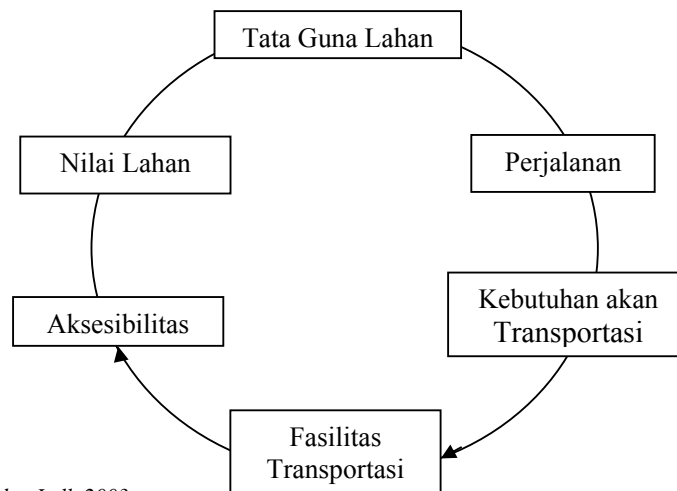 Tata Guna Lahan
Nilai Lahan
Perjalanan
Kebutuhan akan
Transportasi
Aksesibilitas
Fasilitas
Transportasi